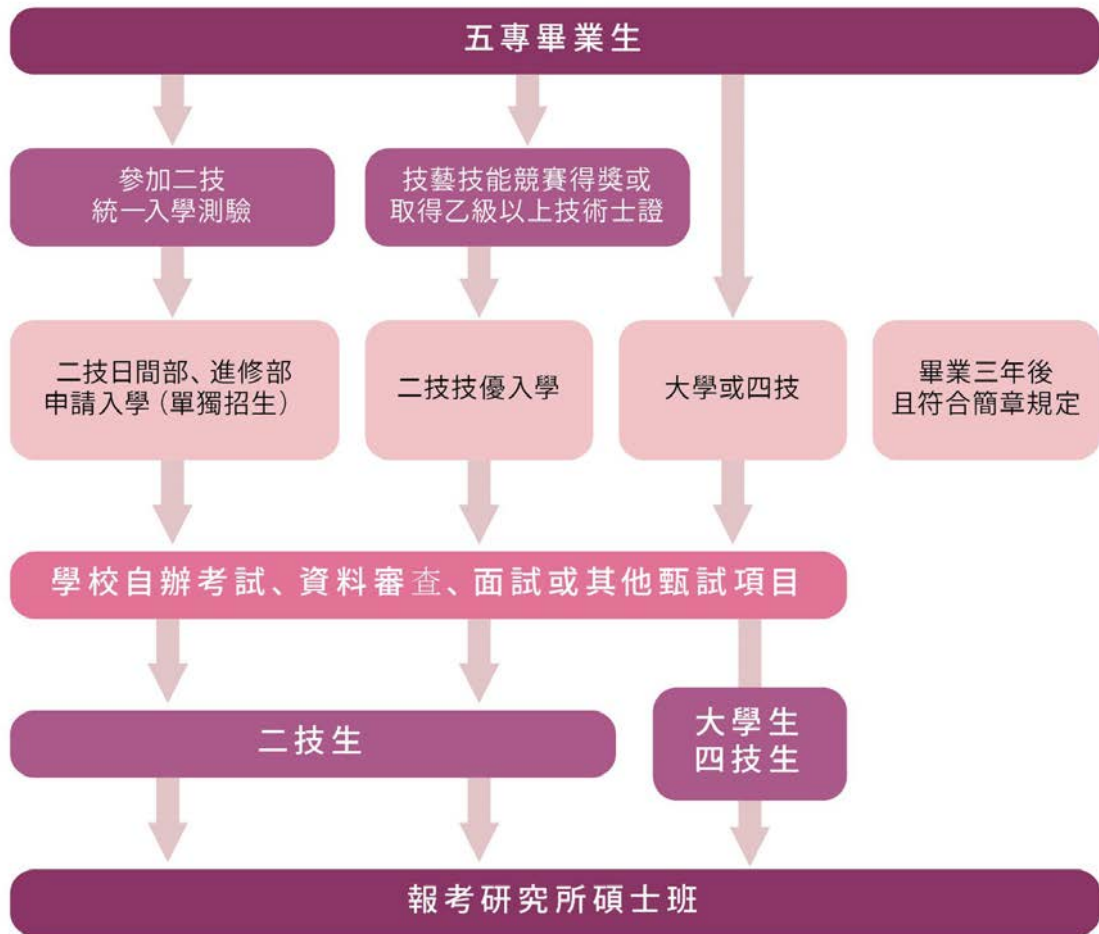 五專畢業生
參加二技
統一入學測驗
技藝技能競賽得獎或
取得乙級以上技術士證
二技日間部、進修部
申請入學(單獨招生)
二技技優入學
大學或四技
畢業三年後
且符合簡章規定
學校自辦考試、資料審查、面試或其他甄試項目
二技生
大學生
四技生
報考研究所碩士班